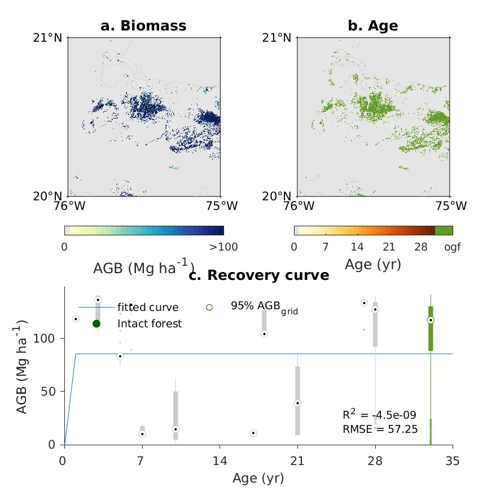 a. Biomass
b. Age
21°N
21°N
20°N
20°N
76°W
75°W
76°W
75°W
0
>100
0
7
14
21
28
ogf
AGB (Mg ha⁻¹)
Age (yr)
c. Recovery curve
fitted curve
95% AGB_grid
Intact forest
AGB (Mg ha⁻¹)
100
50
0
R² = -4.5e-09
RMSE = 57.25
0
7
14
21
28
35
Age (yr)